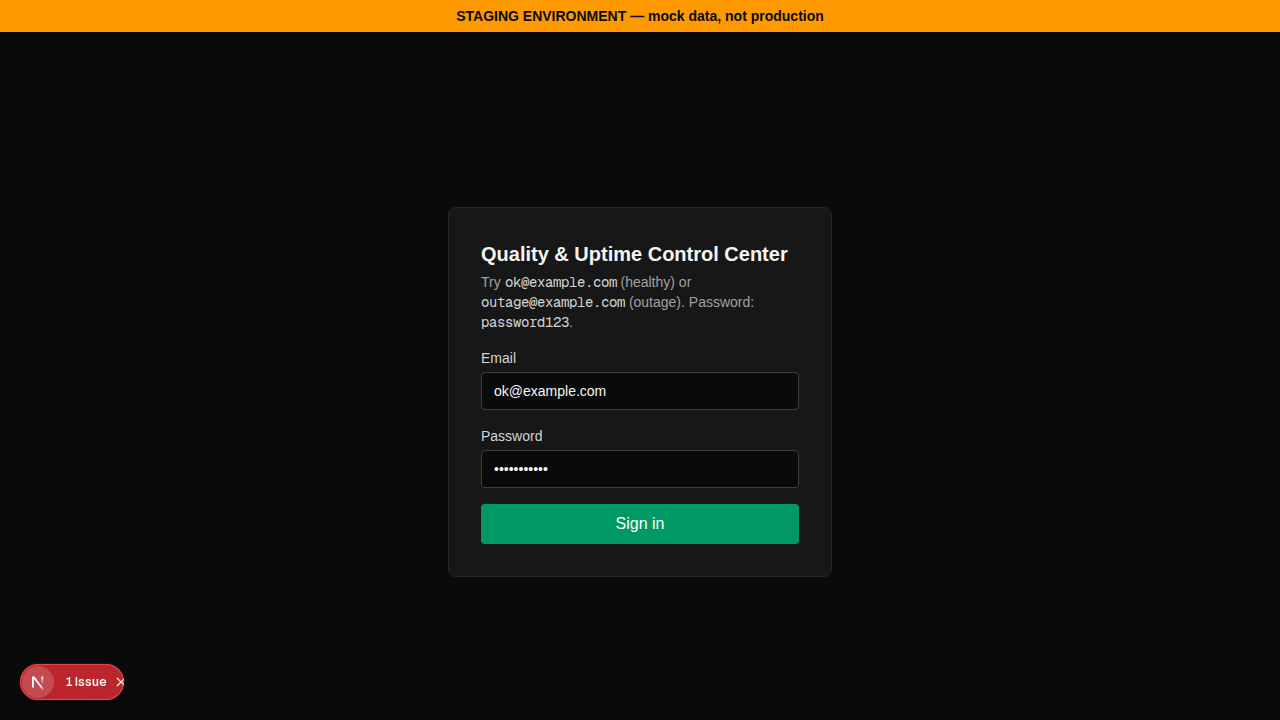 STAGING ENVIRONMENT — mock data, not production
Quality & Uptime Control Center
Try ok@example.com (healthy) or
outage@example.com (outage). Password:
password123.
Email
ok@example.com
Password
•••••••••••
Sign in
N 1 Issue